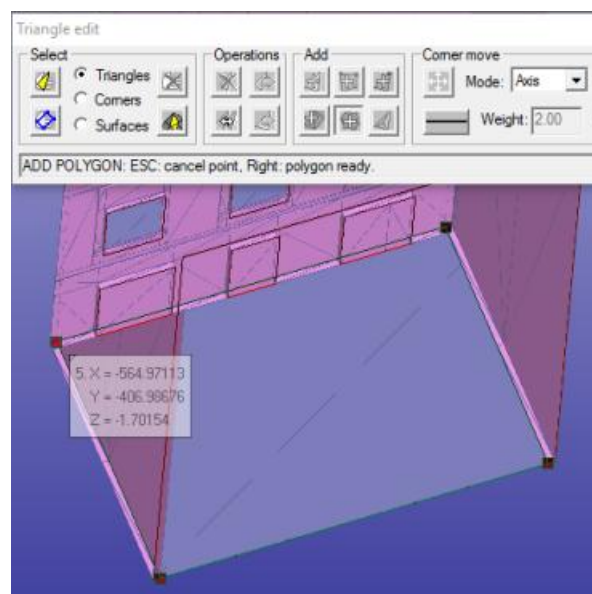 Triangle edit
Select
Operations
Add
Corner move
Triangles
Corners
Surfaces
Mode: Axis
Weight: 2.00
ADD POLYGON: ESC: cancel point, Right: polygon ready.
5. X = -564.97113
Y = -406.98676
Z = -1.70154